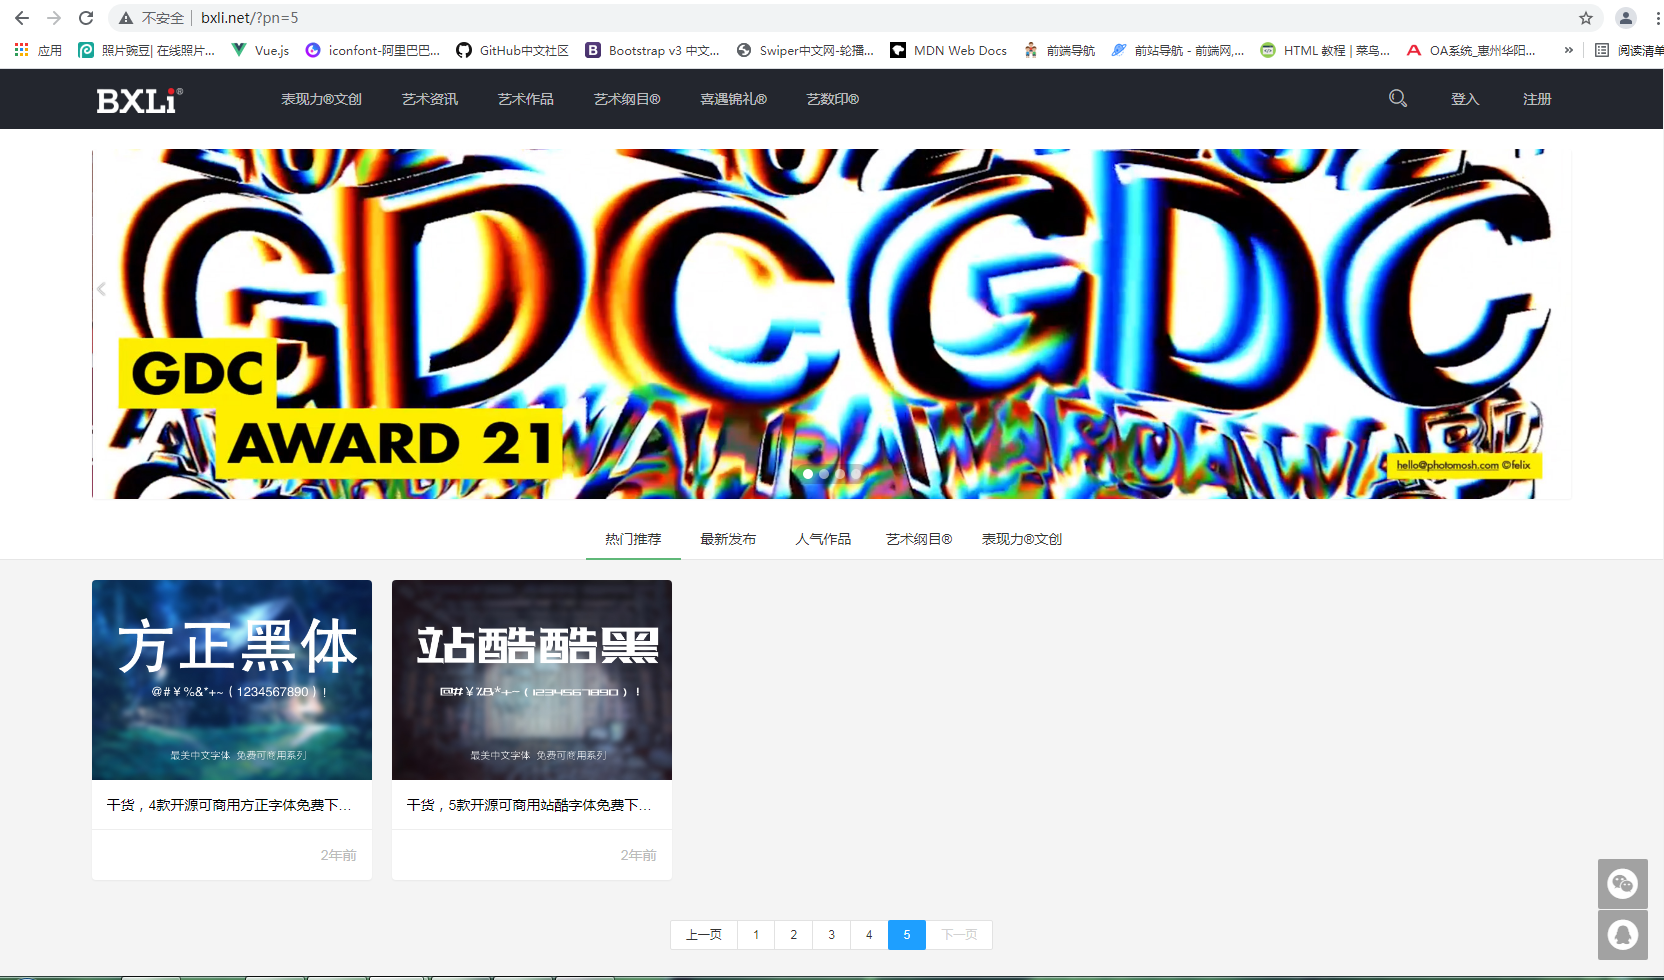 不安全 bxli.net/?pn=5
应用 照片豌豆| 在线照片... Vue.js iconfont-阿里巴巴... GitHub中文社区 Bootstrap v3 中文... Swiper中文网-轮播... MDN Web Docs 前端导航 前站导航 - 前端网,... HTML 教程 | 菜鸟... OA系统_惠州华阳... » 阅读清单
BXLi® 表现力®文创 艺术资讯 艺术作品 艺术纲目® 喜遇锦礼® 艺数印® 登入 注册
GDCGDC
GDC
AWARD 21
hello@photomosh.com ©felix
热门推荐 最新发布 人气作品 艺术纲目® 表现力®文创
方正黑体
@#￥%&*+~（1234567890）!
最美中文字体 免费可商用系列
干货，4款开源可商用方正字体免费下...
2年前
站酷酷黑
@#￥%&*+~（1234567890）!
最美中文字体 免费可商用系列
干货，5款开源可商用站酷字体免费下...
2年前
上一页 1 2 3 4 5 下一页